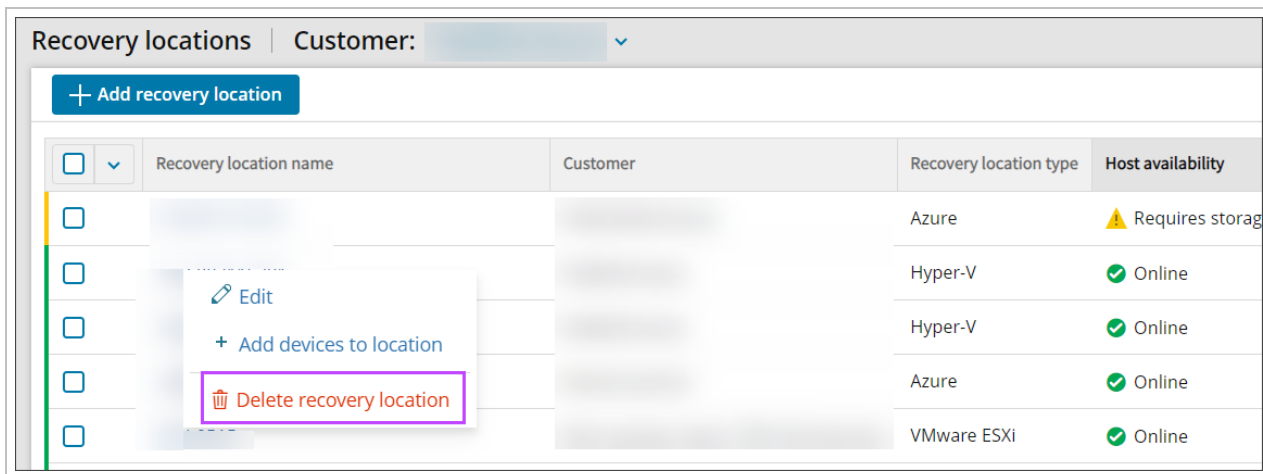 Recovery locations | Customer:
+ Add recovery location
Recovery location name Customer Recovery location type Host availability
Azure Requires storag
Hyper-V Online
Edit
Hyper-V Online
+ Add devices to location
Azure Online
Delete recovery location
VMware ESXi Online